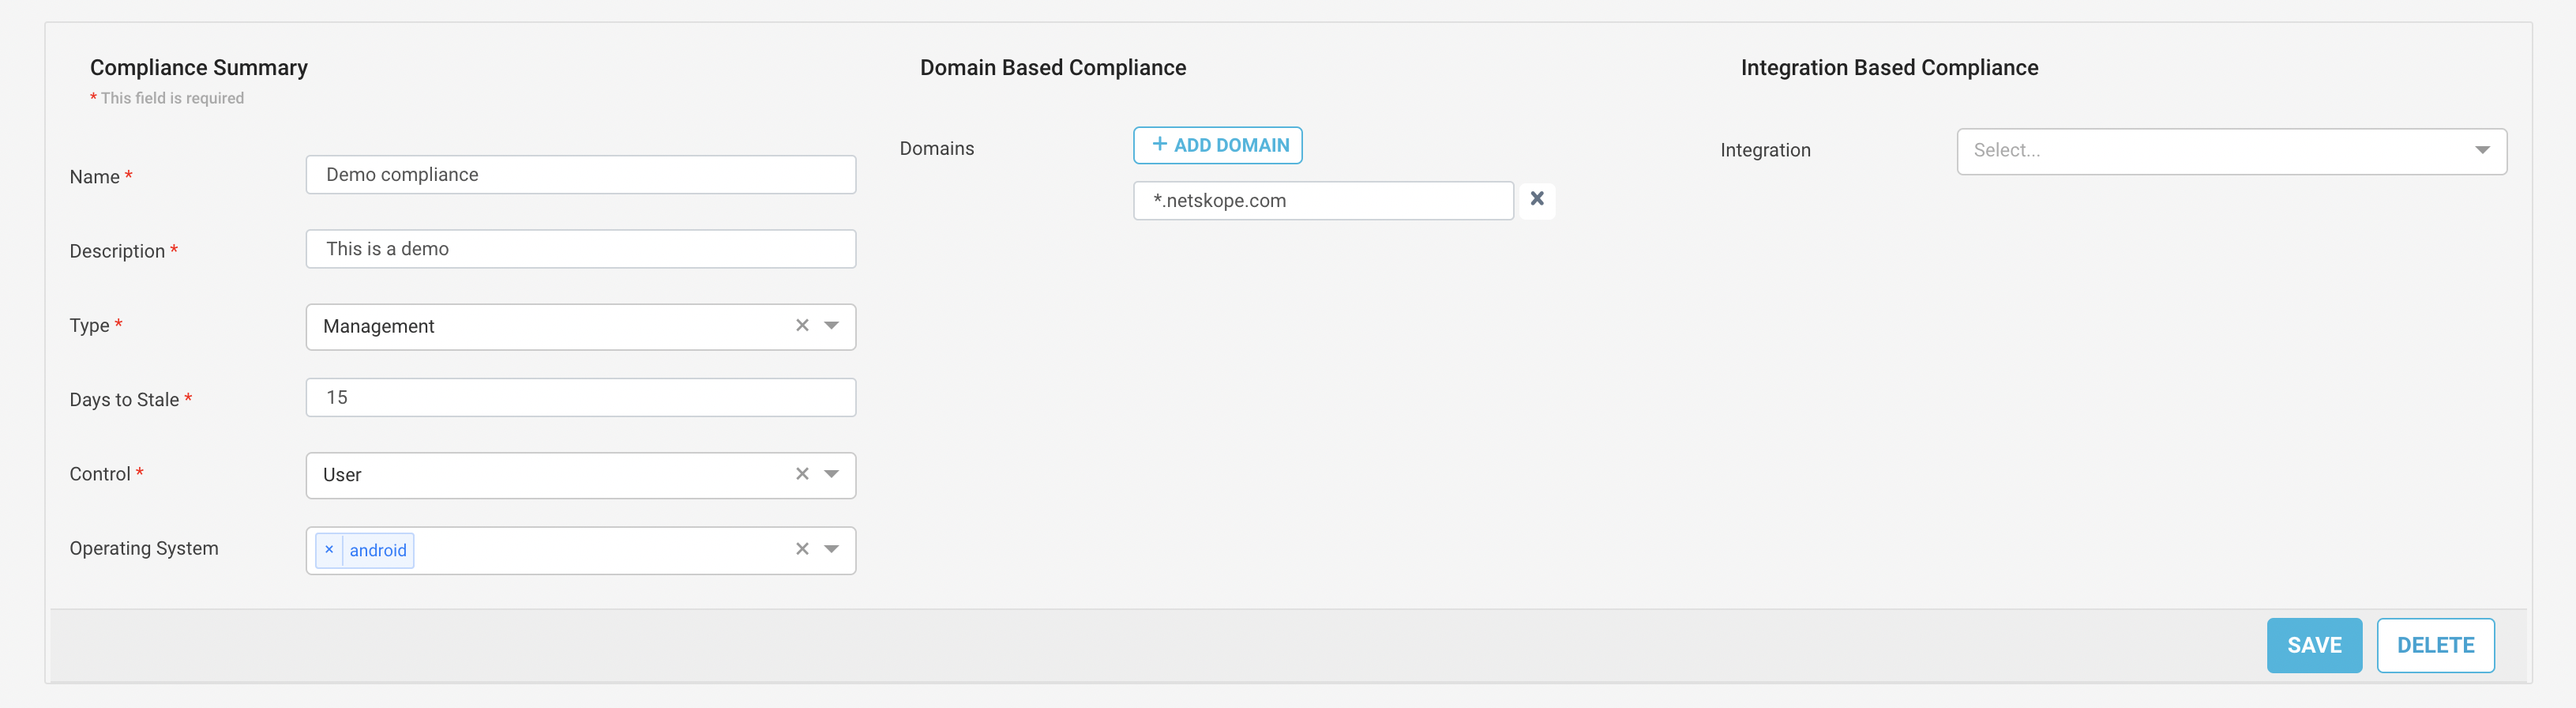 Compliance Summary
* This field is required
Name *
Demo compliance
Description *
This is a demo
Type *
Management
Days to Stale *
15
Control *
User
Operating System
× android
Domain Based Compliance
Domains
+ ADD DOMAIN
*.netskope.com
Integration Based Compliance
Integration
Select...
SAVE
DELETE